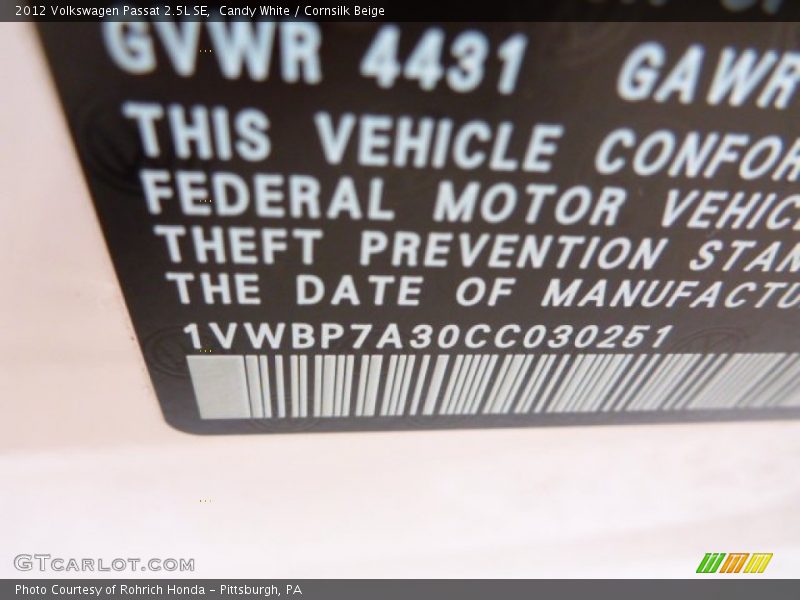 2012 Volkswagen Passat 2.5L SE, Candy White / Cornsilk Beige
GVWR 4431 GAWR
THIS VEHICLE CONFOR
FEDERAL MOTOR VEHIC
THEFT PREVENTION STAN
THE DATE OF MANUFACTU
1VWBP7A30CC030251
GTCARLOT.COM
Photo Courtesy of Rohrich Honda - Pittsburgh, PA